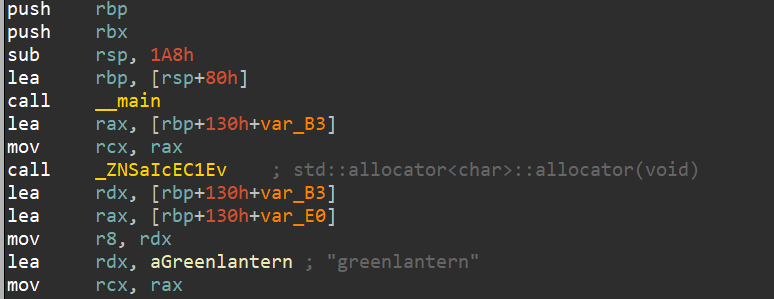 push rbp
push rbx
sub rsp, 1A8h
lea rbp, [rsp+80h]
call __main
lea rax, [rbp+130h+var_B3]
mov rcx, rax
call _ZNSaIcEC1Ev ; std::allocator<char>::allocator(void)
lea rdx, [rbp+130h+var_B3]
lea rax, [rbp+130h+var_E0]
mov r8, rdx
lea rdx, aGreenlantern ; "greenlantern"
mov rcx, rax